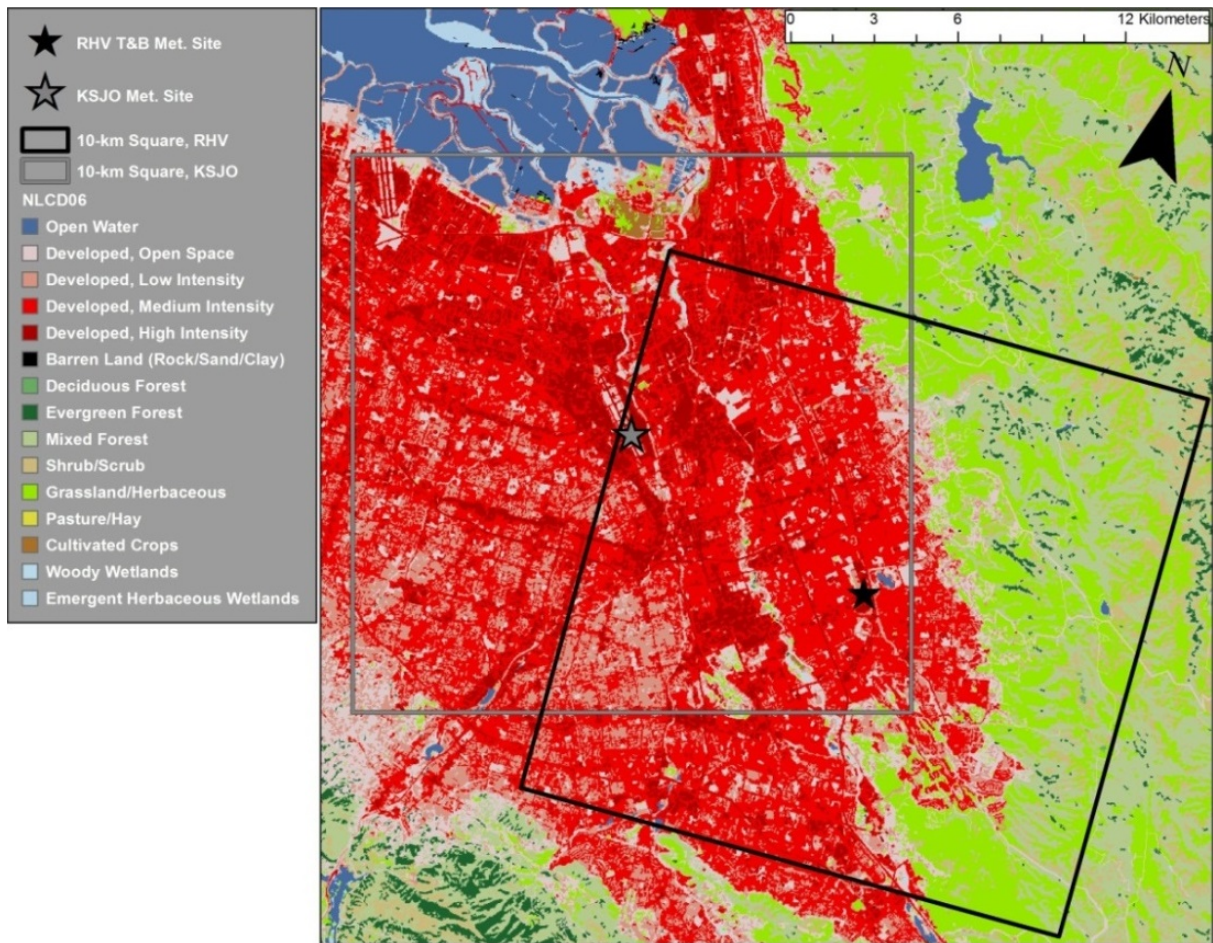 RHV T&B Met. Site
KSJO Met. Site
10-km Square, RHV
10-km Square, KSJO
NLCD06
Open Water
Developed, Open Space
Developed, Low Intensity
Developed, Medium Intensity
Developed, High Intensity
Barren Land (Rock/Sand/Clay)
Deciduous Forest
Evergreen Forest
Mixed Forest
Shrub/Scrub
Grassland/Herbaceous
Pasture/Hay
Cultivated Crops
Woody Wetlands
Emergent Herbaceous Wetlands
0 3 6 12 Kilometers
N